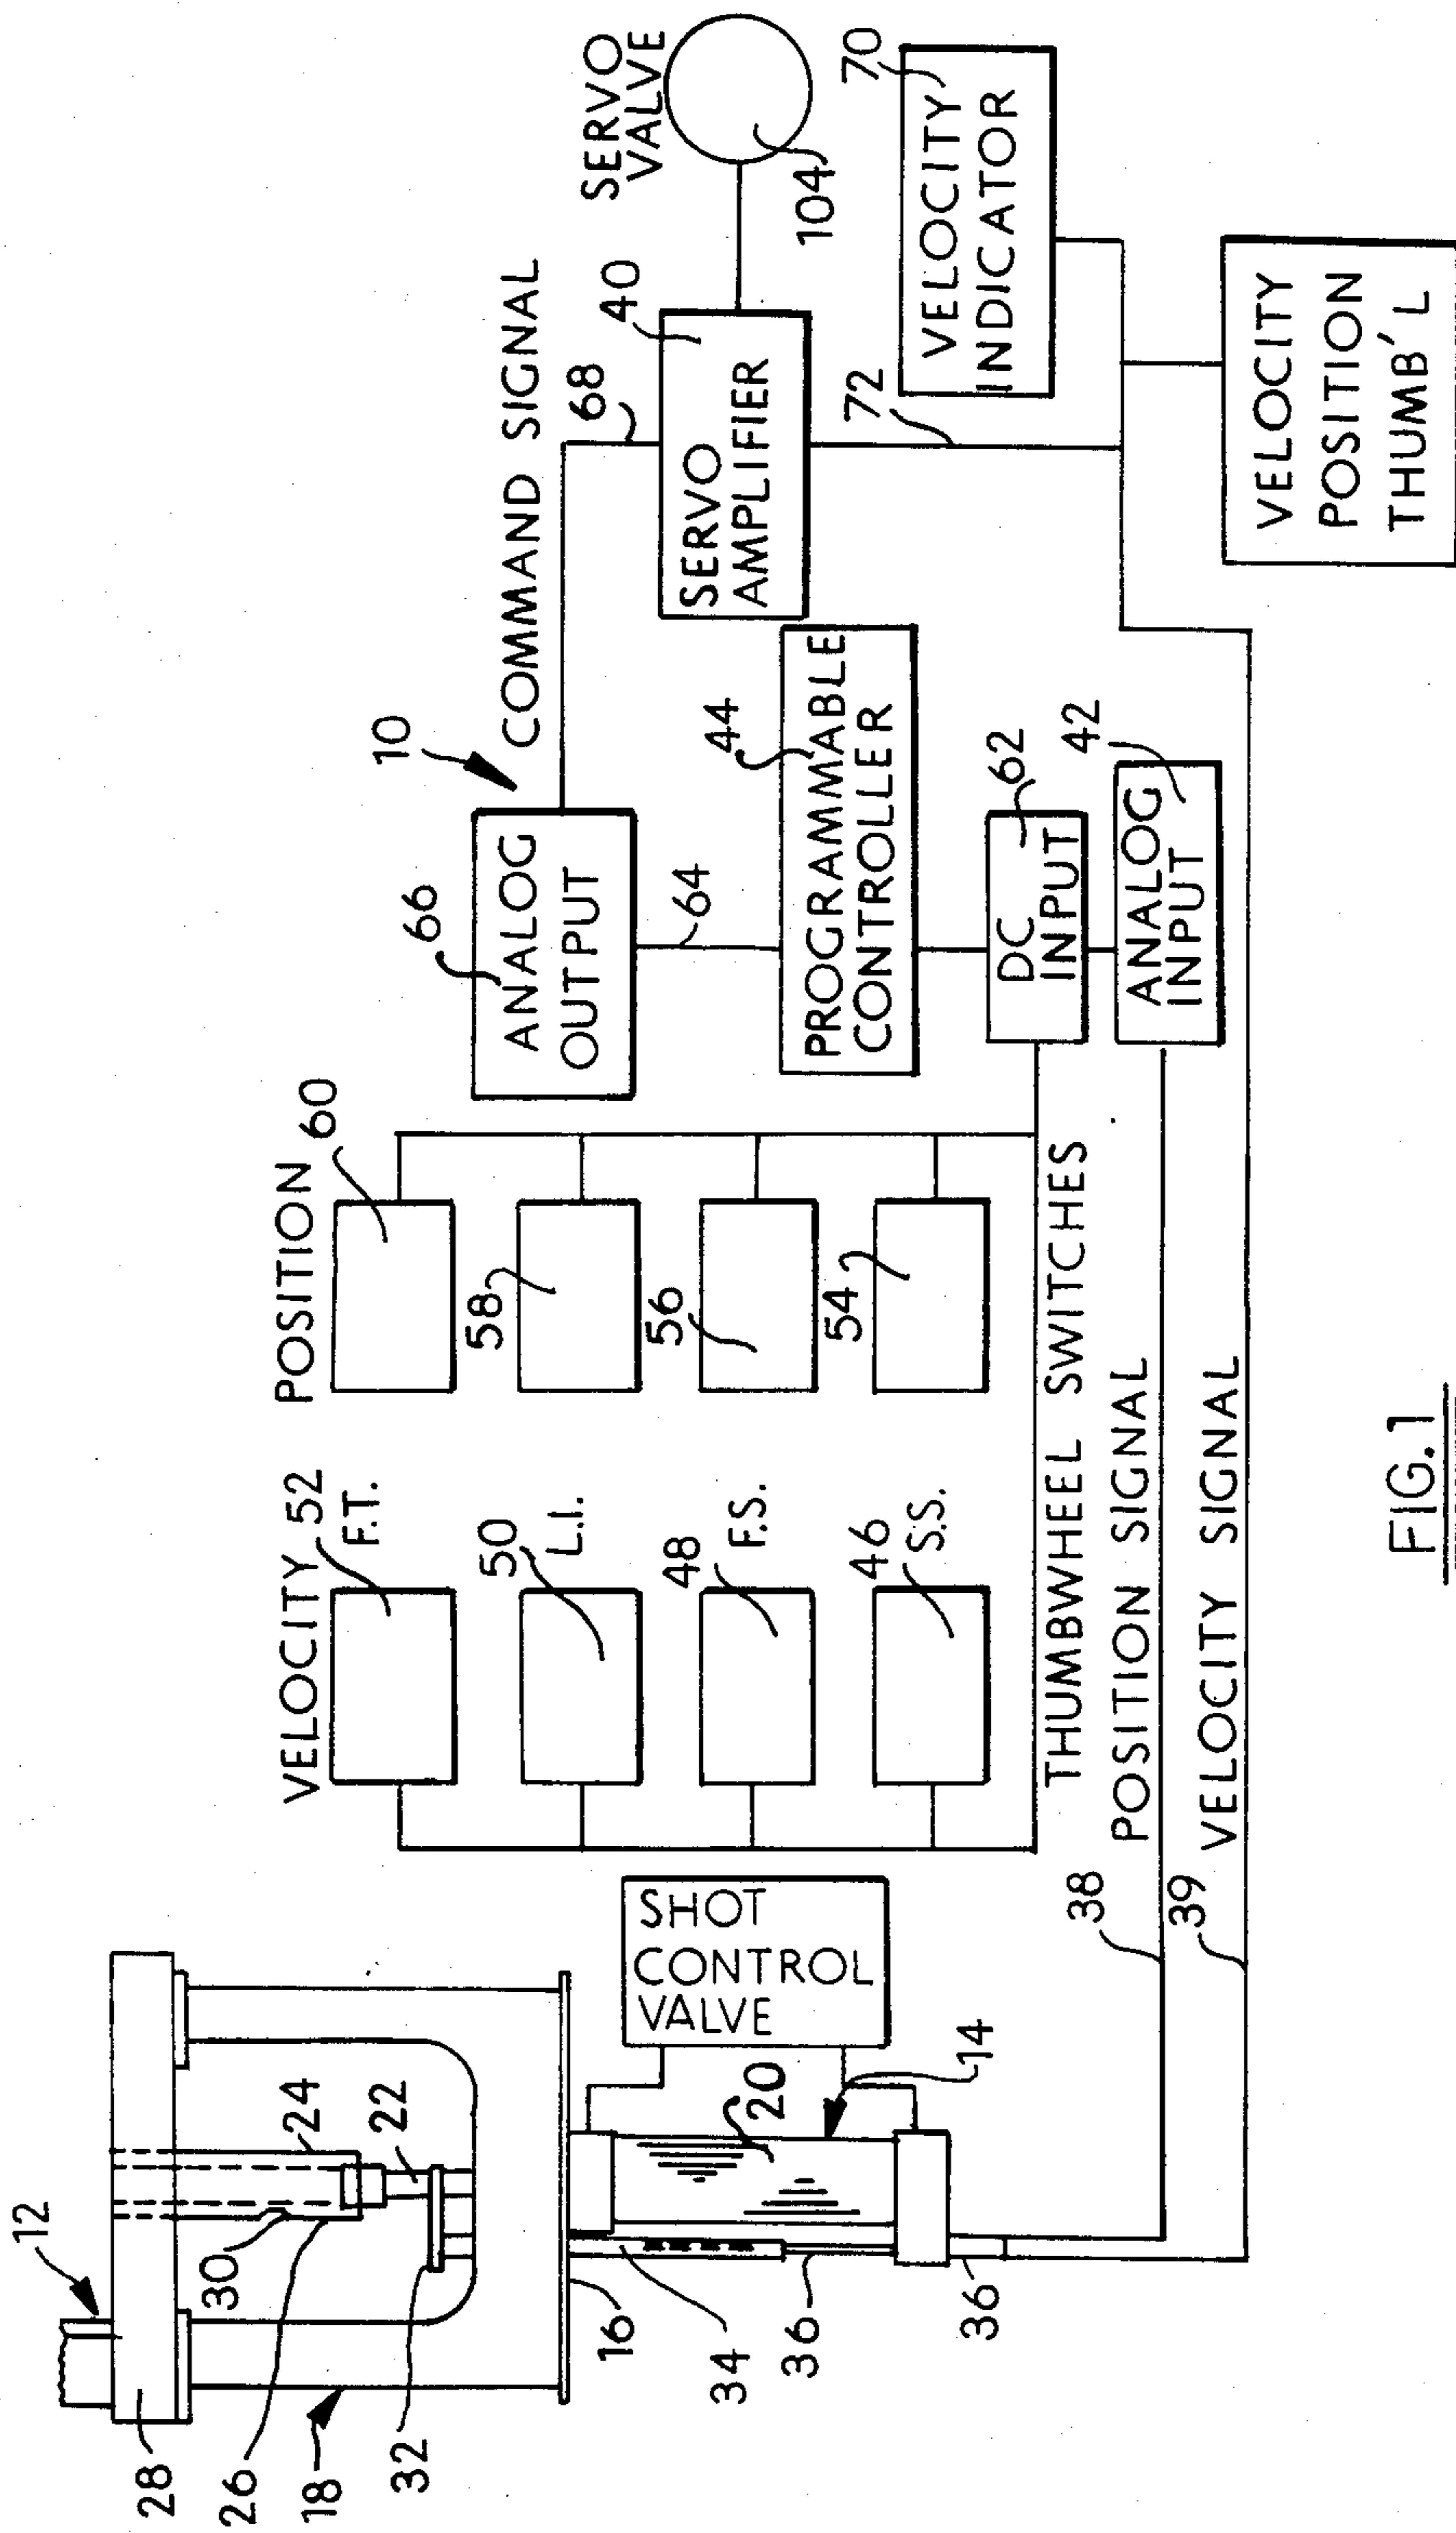 12
28
26
18
30
24
22
32
16
34
36
36
20
14
SHOT
CONTROL
VALVE
38
39
VELOCITY
52
F.T.
50
L.I.
48
F.S.
46
S.S.
POSITION
60
58
56
54
THUMBWHEEL SWITCHES
POSITION SIGNAL
VELOCITY SIGNAL
10
66
ANALOG
OUTPUT
64
44
PROGRAMMABLE
CONTROLLER
62
DC
INPUT
42
ANALOG
INPUT
COMMAND SIGNAL
68
40
SERVO
AMPLIFIER
72
SERVO
VALVE
104
70
VELOCITY
INDICATOR
VELOCITY
POSITION
THUMB'L
FIG. 1